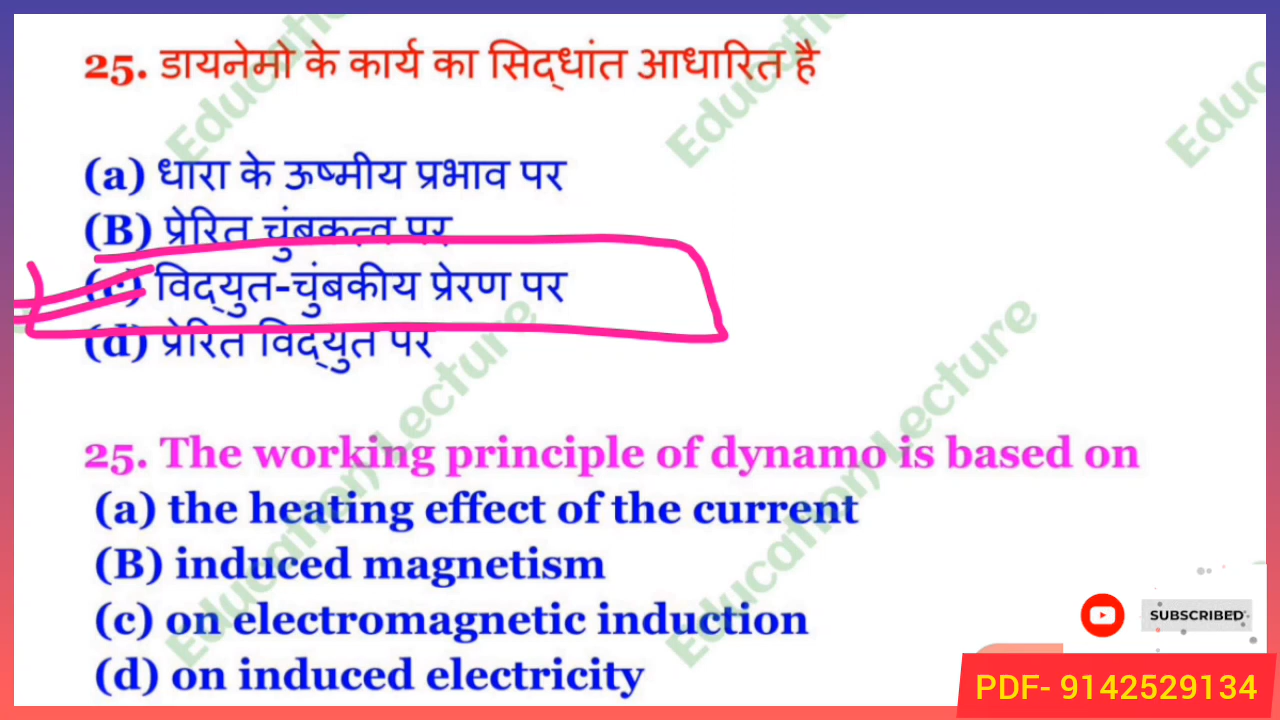 25. डायनेमो के कार्य का सिद्धांत आधारित है
(a) धारा के ऊष्मीय प्रभाव पर
(B) प्रेरित चुंबकत्व पर
(c) विद्युत-चुंबकीय प्रेरण पर
(d) प्रेरित विद्युत पर
25. The working principle of dynamo is based on
(a) the heating effect of the current
(B) induced magnetism
(c) on electromagnetic induction
(d) on induced electricity
Education Lecture
Education Lecture
SUBSCRIBED
PDF- 9142529134